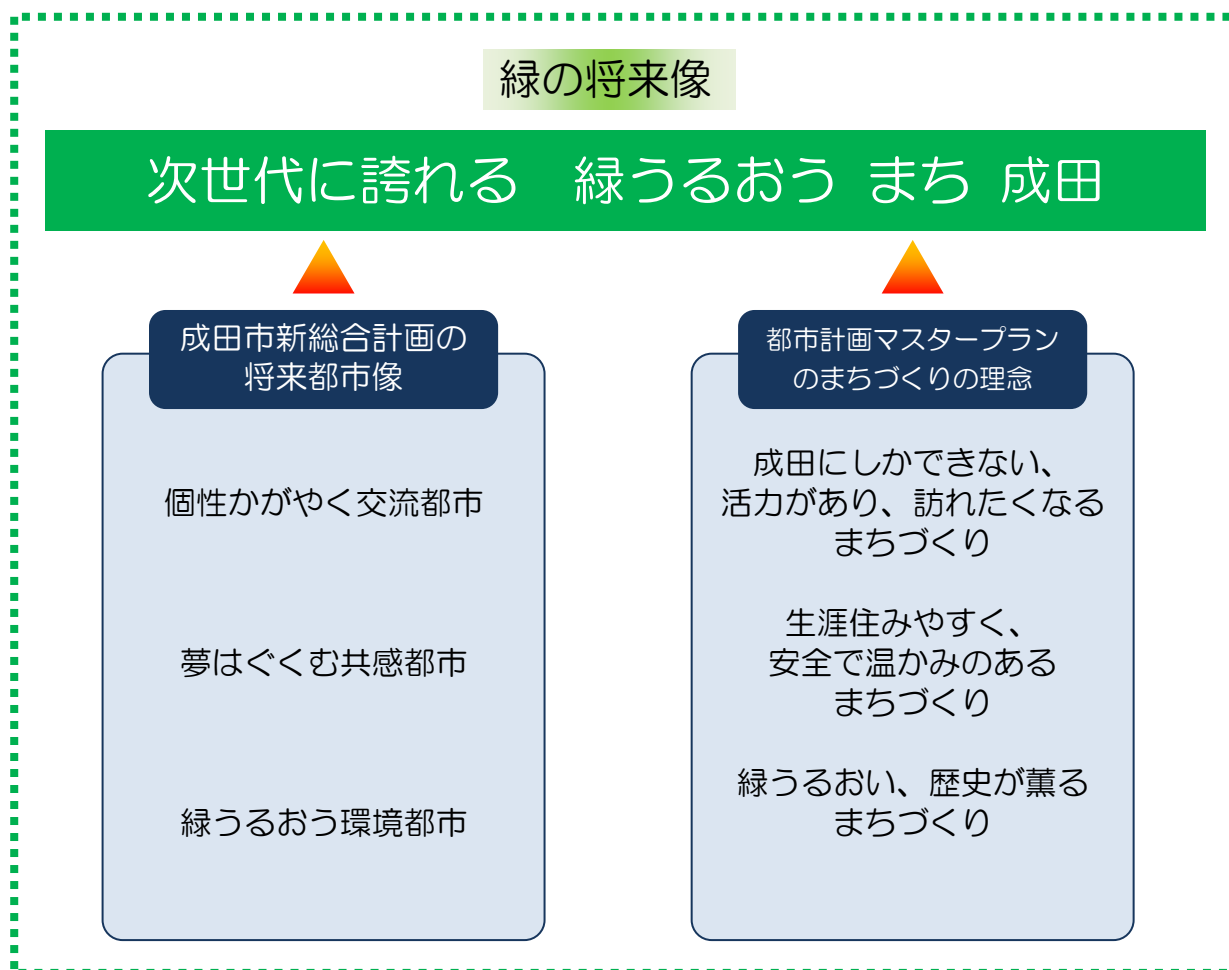 緑の将来像
次世代に誇れる　緑うるおう まち 成田
成田市新総合計画の
将来都市像
個性かがやく交流都市
夢はぐくむ共感都市
緑うるおう環境都市
都市計画マスタープラン
のまちづくりの理念
成田にしかできない、
活力があり、訪れたくなる
まちづくり
生涯住みやすく、
安全で温かみのある
まちづくり
緑うるおい、歴史が薫る
まちづくり